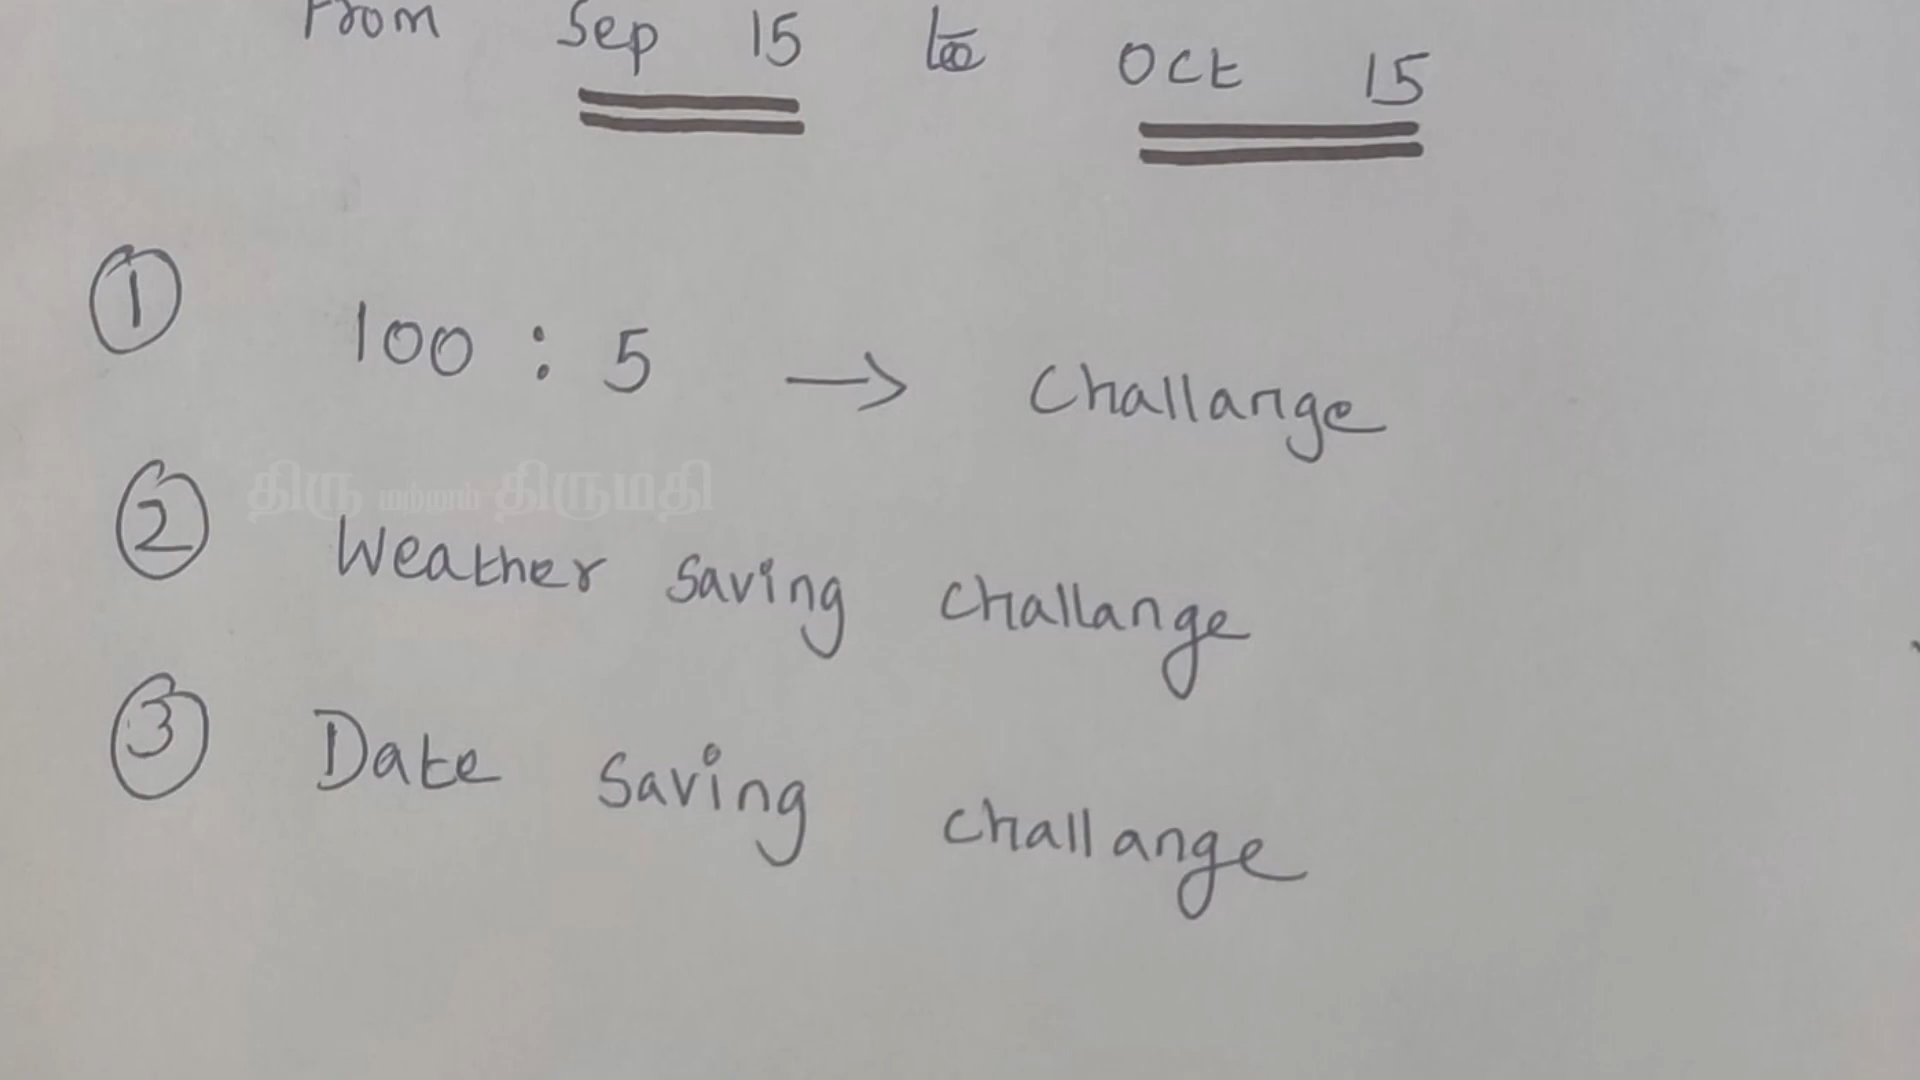 From Sep 15 to Oct 15
① 100 : 5 → Challange
திரு மற்றும் திருமதி
② Weather saving challange
③ Date saving challange